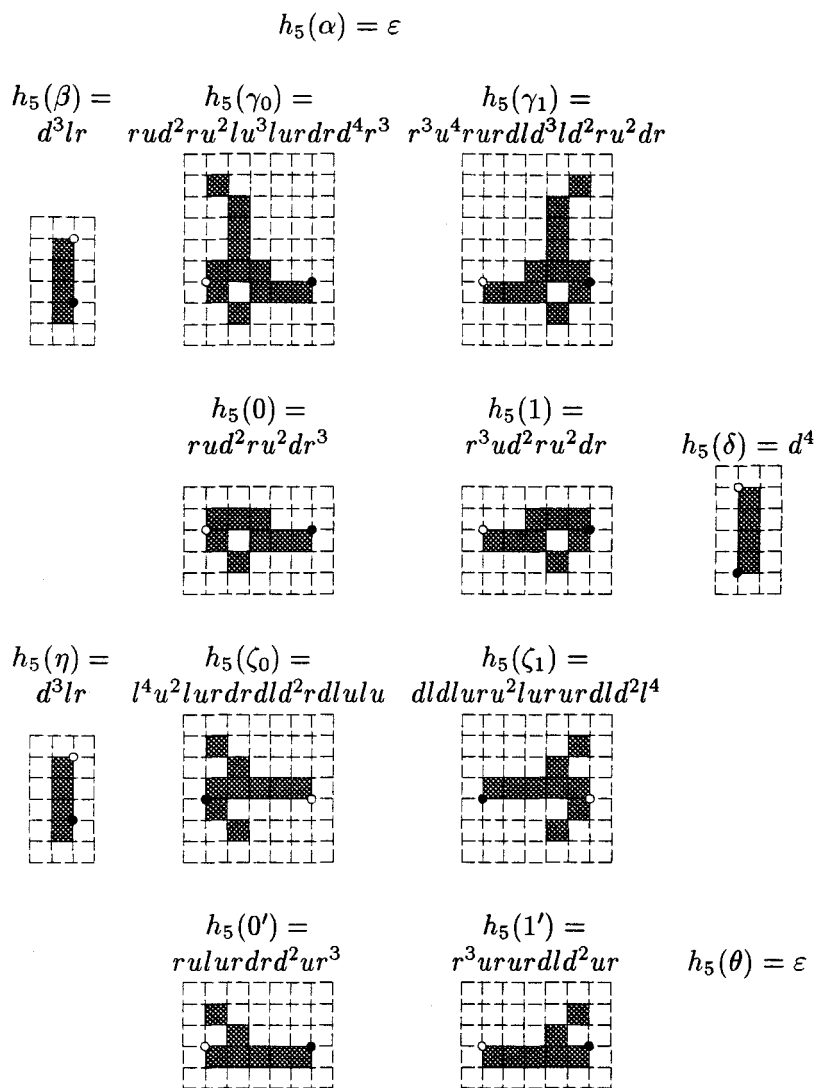 h₅(α) = ε
h₅(β) = h₅(γ₀) = h₅(γ₁) =
d³lr rud²ru²lu³lurdrd⁴r³ r³u⁴rurdld³ld²ru²dr
h₅(0) = h₅(1) =
rud²ru²dr³ r³ud²ru²dr h₅(δ) = d⁴
h₅(η) = h₅(ζ₀) = h₅(ζ₁) =
d³lr l⁴u²lurdrdld²rdlulu dldluru²lururdld²l⁴
h₅(0′) = h₅(1′) =
rulurdrd²ur³ r³ururdld²ur h₅(θ) = ε